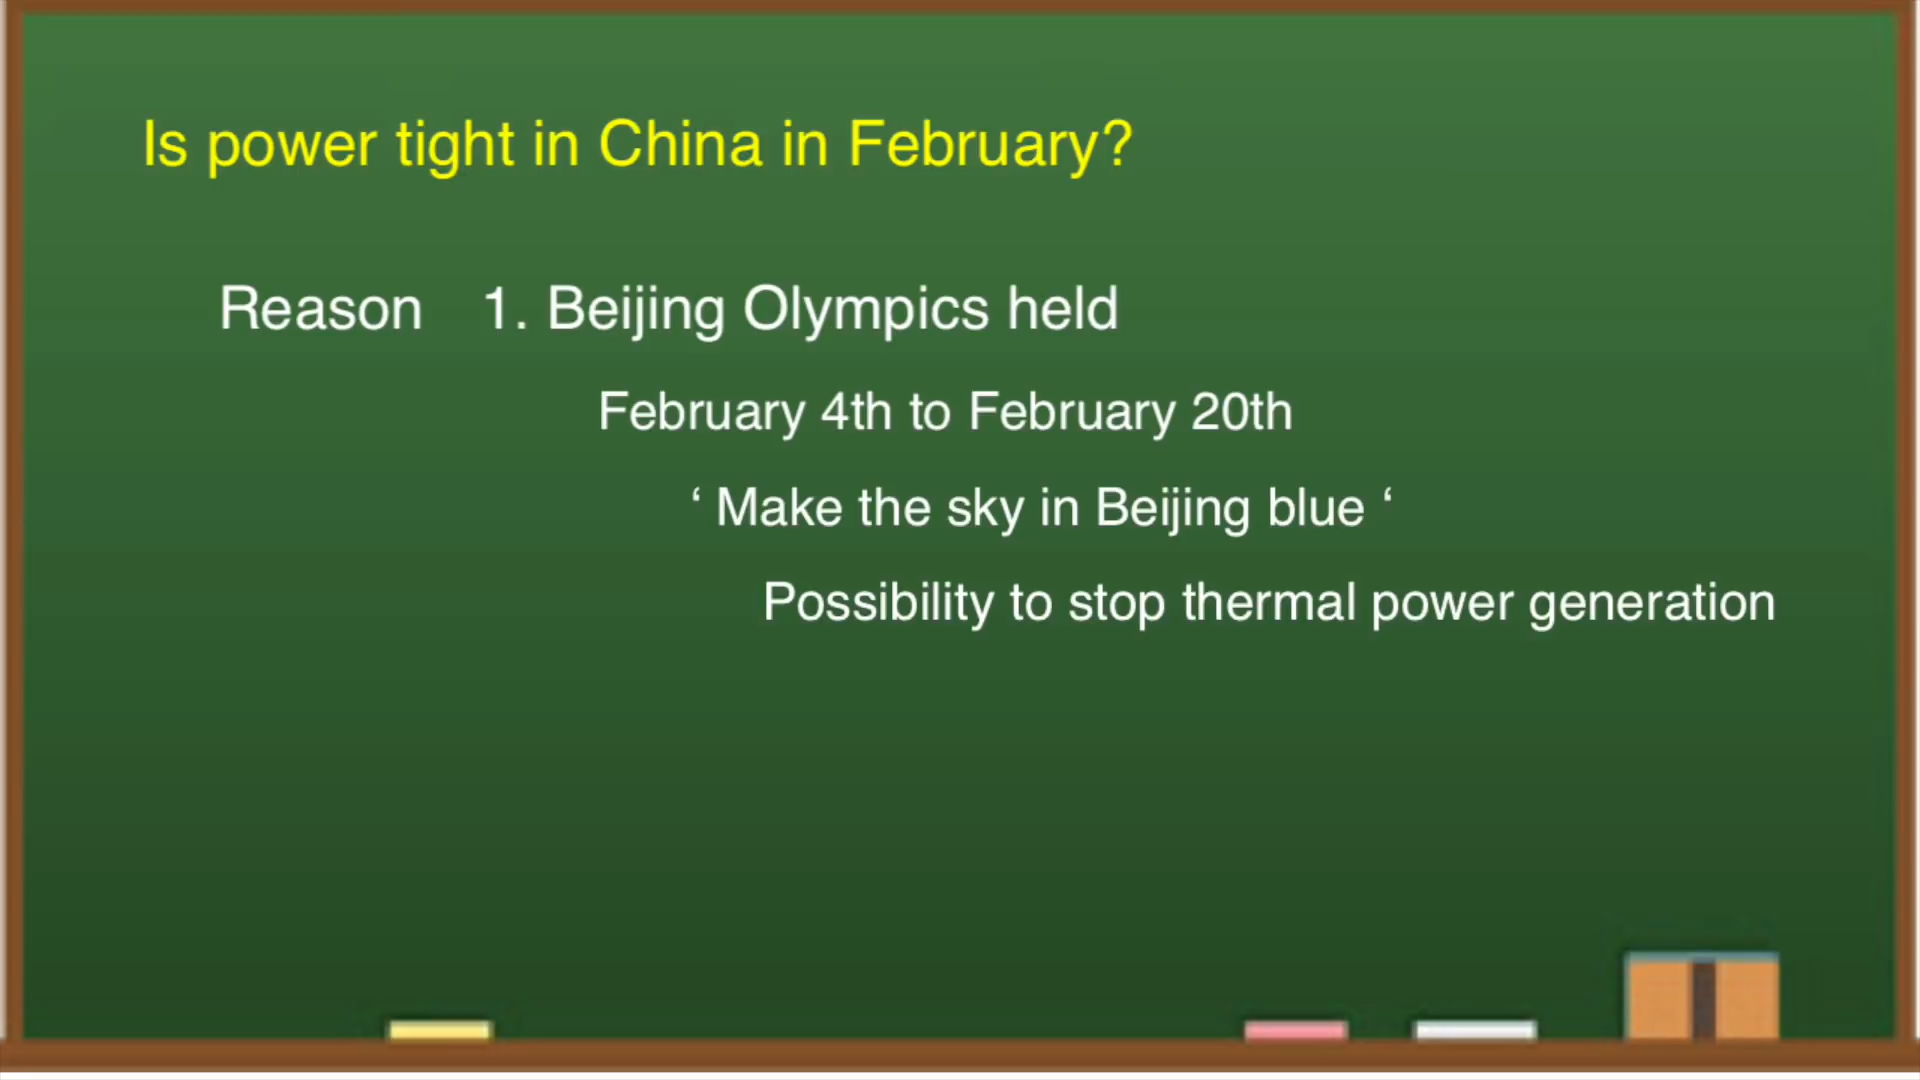 Is power tight in China in February?
Reason 1. Beijing Olympics held
February 4th to February 20th
‘ Make the sky in Beijing blue ‘
Possibility to stop thermal power generation